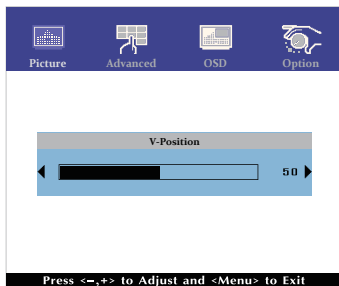 Picture Advanced OSD Option
V-Position
50
Press <–,+> to Adjust and <Menu> to Exit